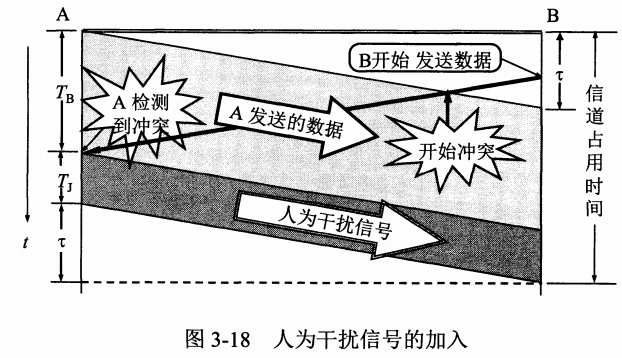 A
B
B开始 发送数据
τ
T_B
A 检测
到冲突
A 发送的数据
开始冲突
信道占用时间
T_J
人为干扰信号
t
τ
图 3-18 人为干扰信号的加入